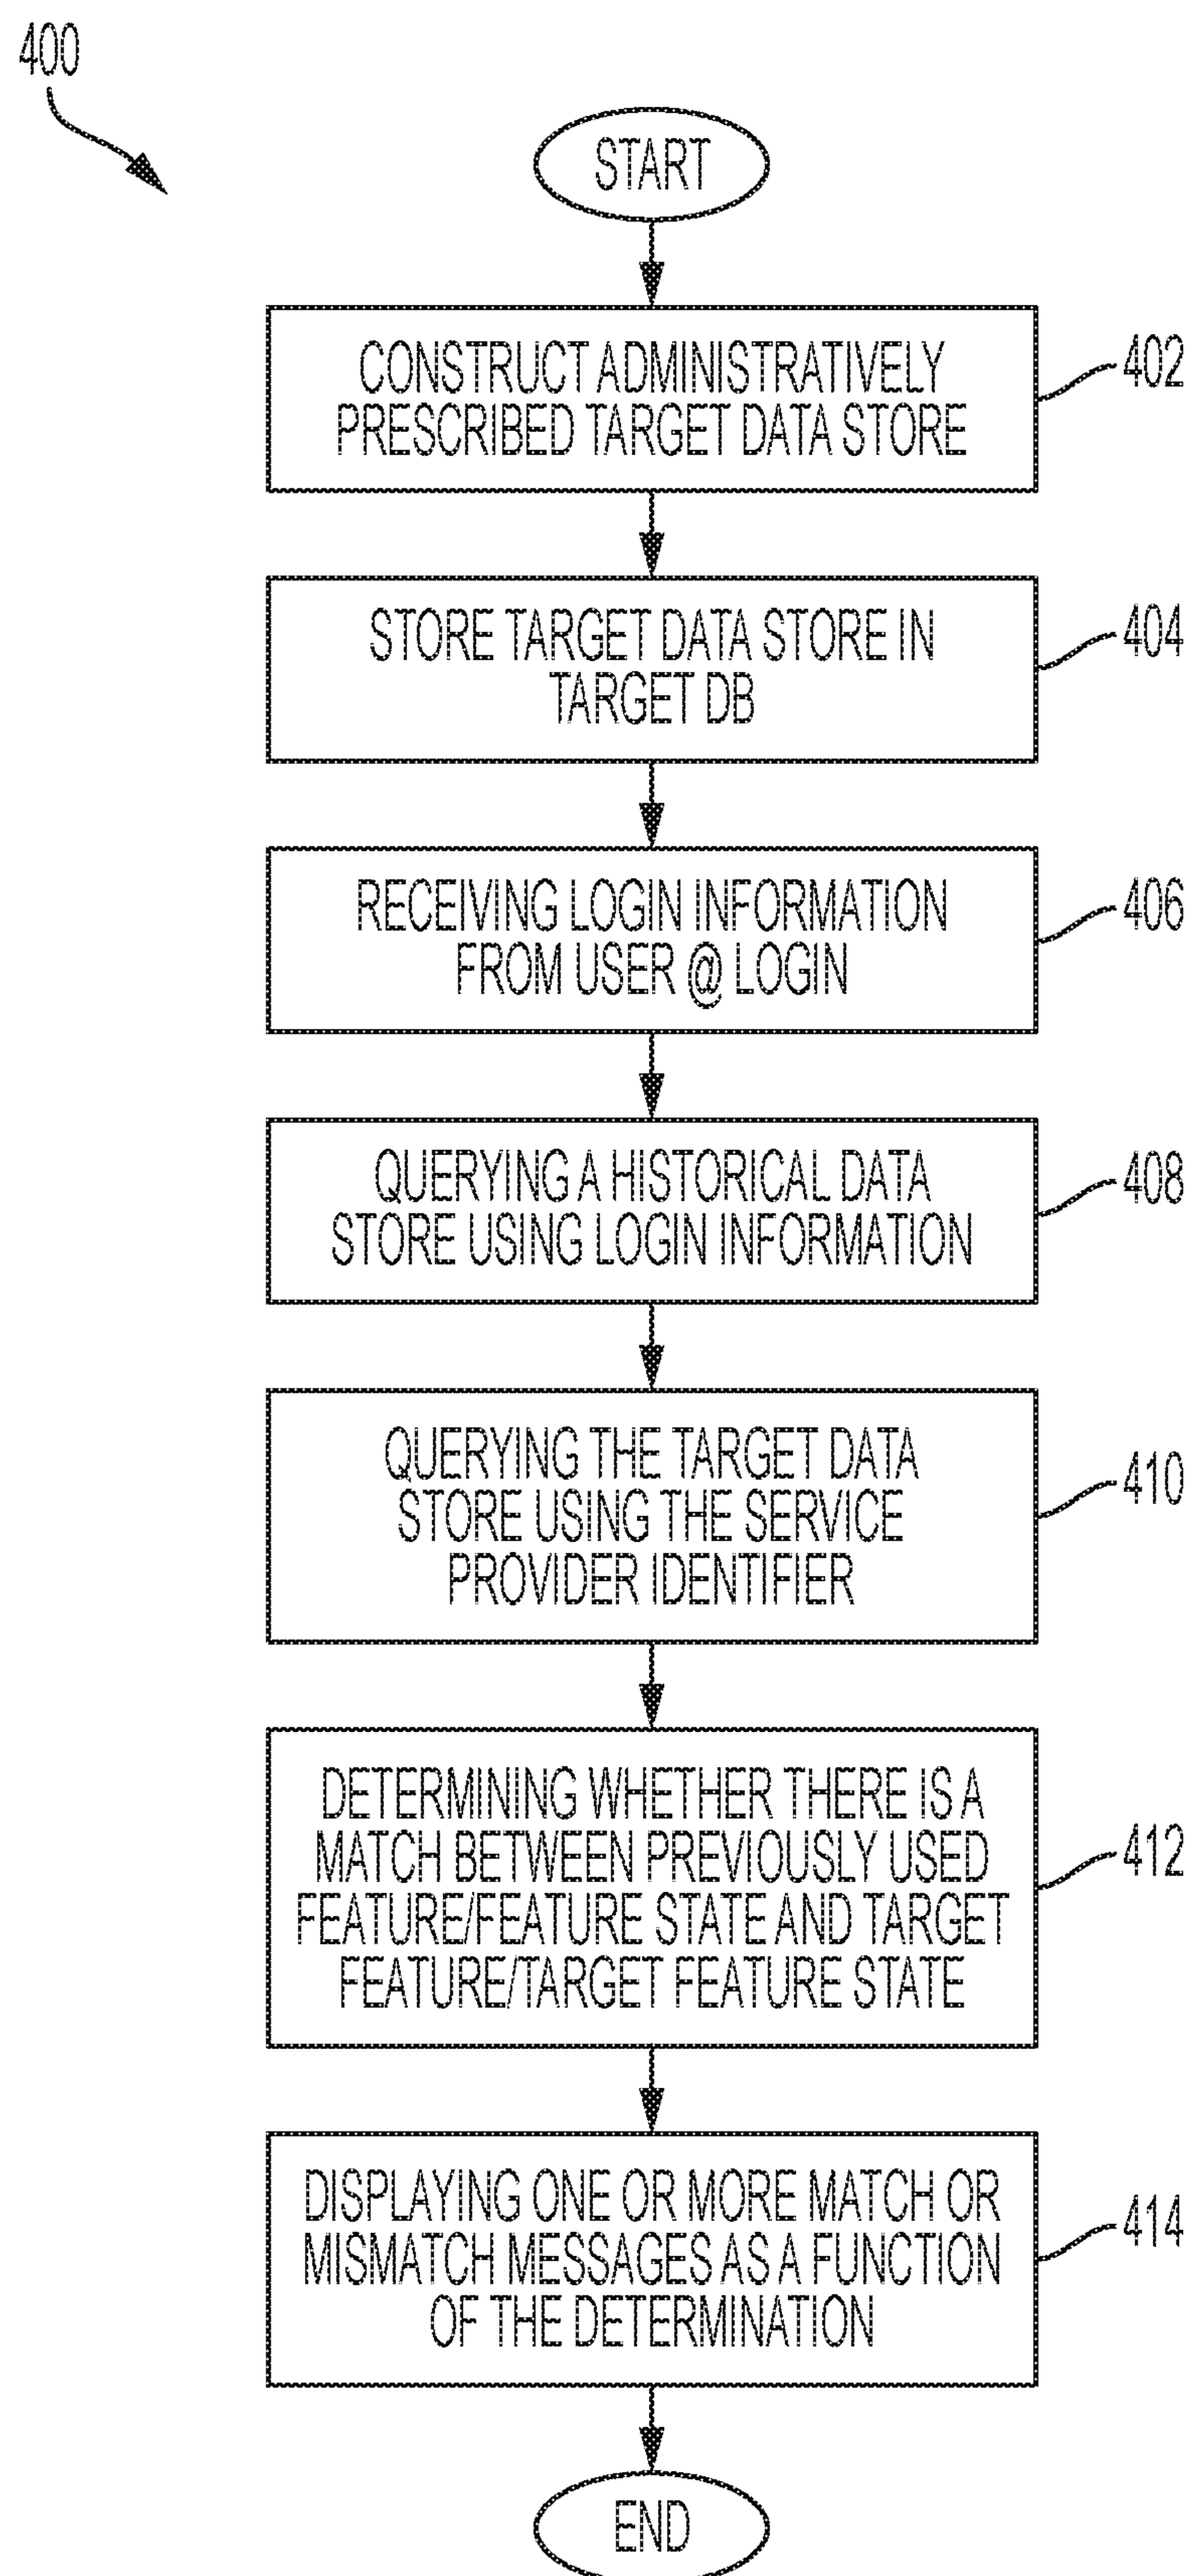 400
START
CONSTRUCT ADMINISTRATIVELY
PRESCRIBED TARGET DATA STORE
402
STORE TARGET DATA STORE IN
TARGET DB
404
RECEIVING LOGIN INFORMATION
FROM USER @ LOGIN
406
QUERYING A HISTORICAL DATA
STORE USING LOGIN INFORMATION
408
QUERYING THE TARGET DATA
STORE USING THE SERVICE
PROVIDER IDENTIFIER
410
DETERMINING WHETHER THERE IS A
MATCH BETWEEN PREVIOUSLY USED
FEATURE/FEATURE STATE AND TARGET
FEATURE/TARGET FEATURE STATE
412
DISPLAYING ONE OR MORE MATCH OR
MISMATCH MESSAGES AS A FUNCTION
OF THE DETERMINATION
414
END